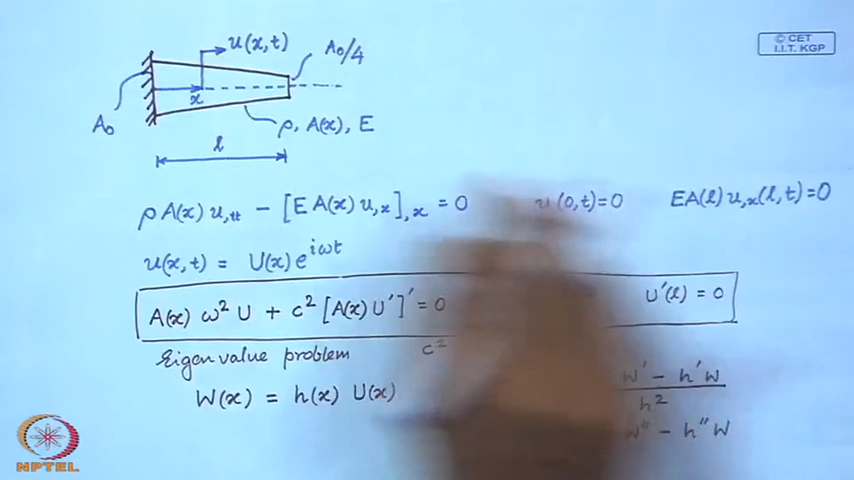 © CET
I.I.T. KGP
u(x,t)
A₀/4
x
A₀
ρ, A(x), E
l
ρA(x) u,tt − [EA(x) u,x],x = 0 u(0,t)=0 EA(l) u,x(l,t)=0
u(x,t) = U(x) e^{iωt}
A(x) ω² U + c² [A(x) U']' = 0 U'(l) = 0
Eigenvalue problem c²
W(x) = h(x) U(x) W' − h'W
h²
W'' − h''W
NPTEL